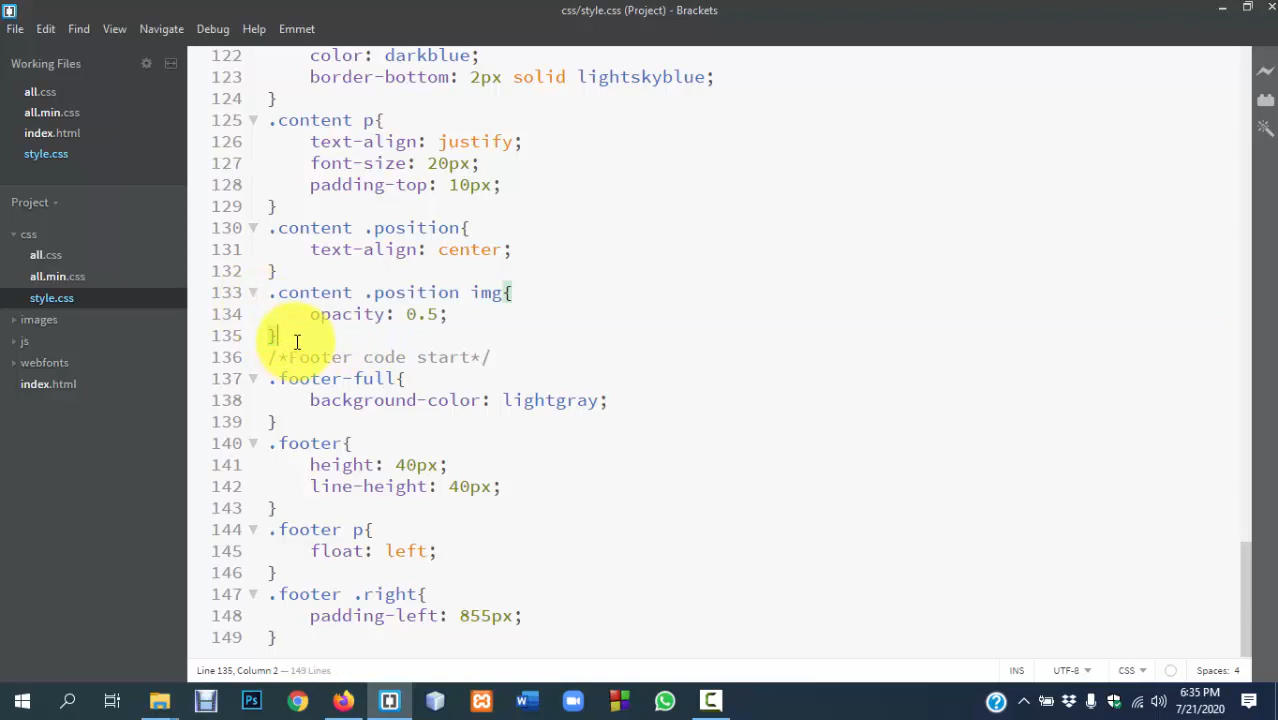 css/style.css (Project) - Brackets
File Edit Find View Navigate Debug Help Emmet
Working Files
all.css
all.min.css
index.html
style.css
Project
css
all.css
all.min.css
style.css
images
js
webfonts
index.html
122 color: darkblue;
123 border-bottom: 2px solid lightskyblue;
124 }
125 .content p{
126 text-align: justify;
127 font-size: 20px;
128 padding-top: 10px;
129 }
130 .content .position{
131 text-align: center;
132 }
133 .content .position img{
134 opacity: 0.5;
135 }
136 /*Footer code start*/
137 .footer-full{
138 background-color: lightgray;
139 }
140 .footer{
141 height: 40px;
142 line-height: 40px;
143 }
144 .footer p{
145 float: left;
146 }
147 .footer .right{
148 padding-left: 855px;
149 }
Line 135, Column 2 — 149 Lines
INS UTF-8 CSS Spaces: 4
Ps
6:35 PM
7/21/2020